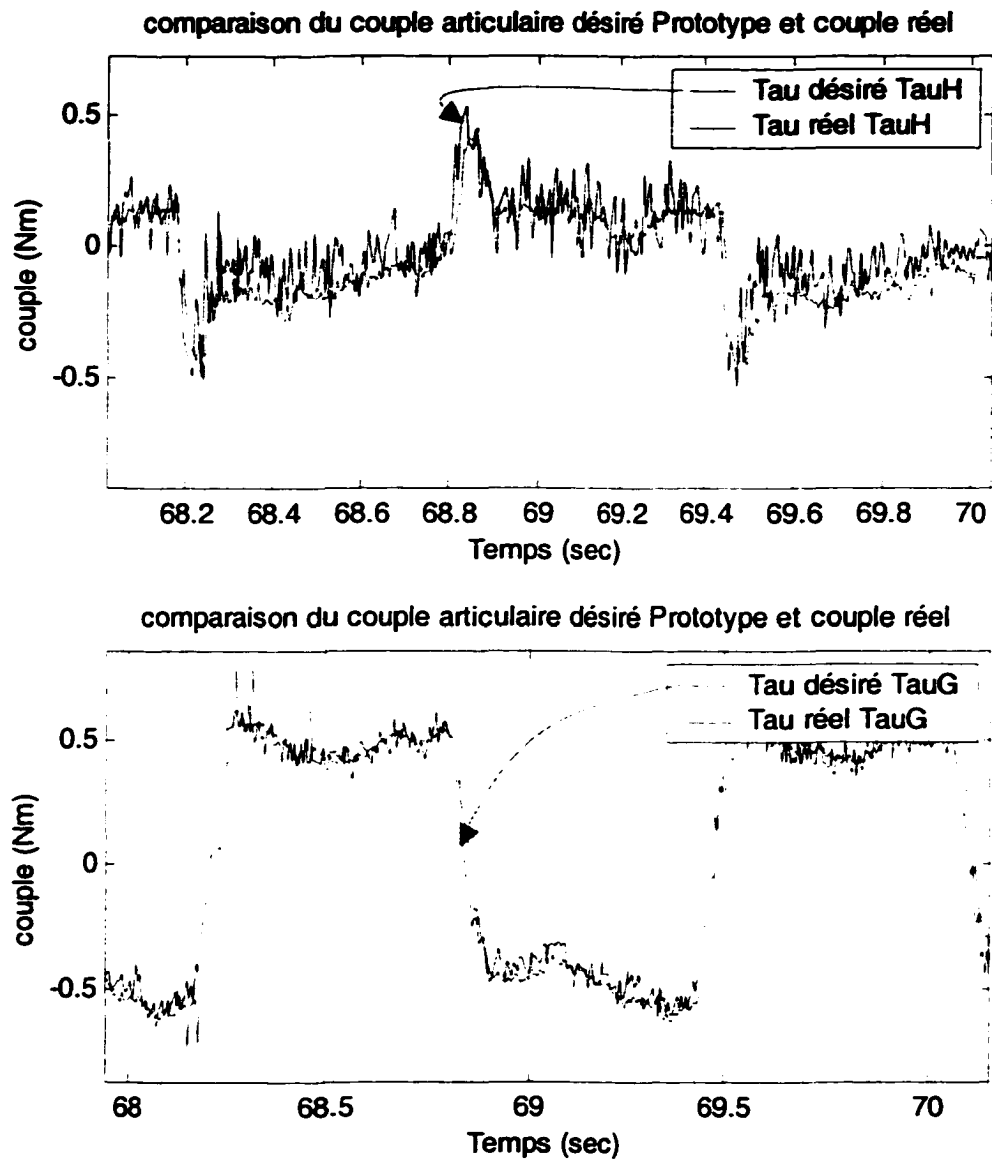 comparaison du couple articulaire désiré Prototype et couple réel
Tau désiré TauH
Tau réel TauH
0.5
0
-0.5
couple (Nm)
68.2 68.4 68.6 68.8 69 69.2 69.4 69.6 69.8 70
Temps (sec)
comparaison du couple articulaire désiré Prototype et couple réel
Tau désiré TauG
Tau réel TauG
0.5
0
-0.5
couple (Nm)
68 68.5 69 69.5 70
Temps (sec)